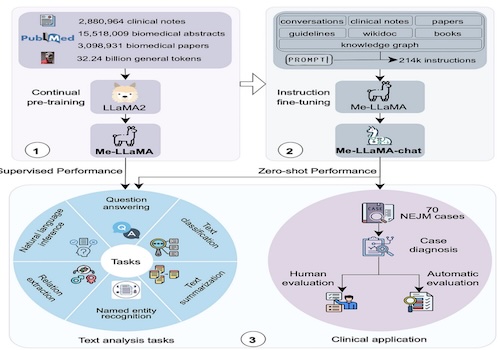 2,880,964 clinical notes
PubMed
15,518,009 biomedical abstracts
3,098,931 biomedical papers
32.24 billion general tokens
Continual
pre-training
LLaMA2
1
Me-LLaMA
conversations
clinical notes
papers
guidelines
wikidoc
books
knowledge graph
PROMPT
214k instructions
Instruction
fine-tuning
Me-LLaMA
2
Me-LLaMA-chat
Supervised Performance
Zero-shot Performance
Question
answering
Text
classification
Text
summarization
Named entity
recognition
Relation
extraction
Natural language
inference
Q
A
Tasks
Text analysis tasks
3
CASE
70
NEJM cases
Case
diagnosis
Human
evaluation
Automatic
evaluation
Clinical application